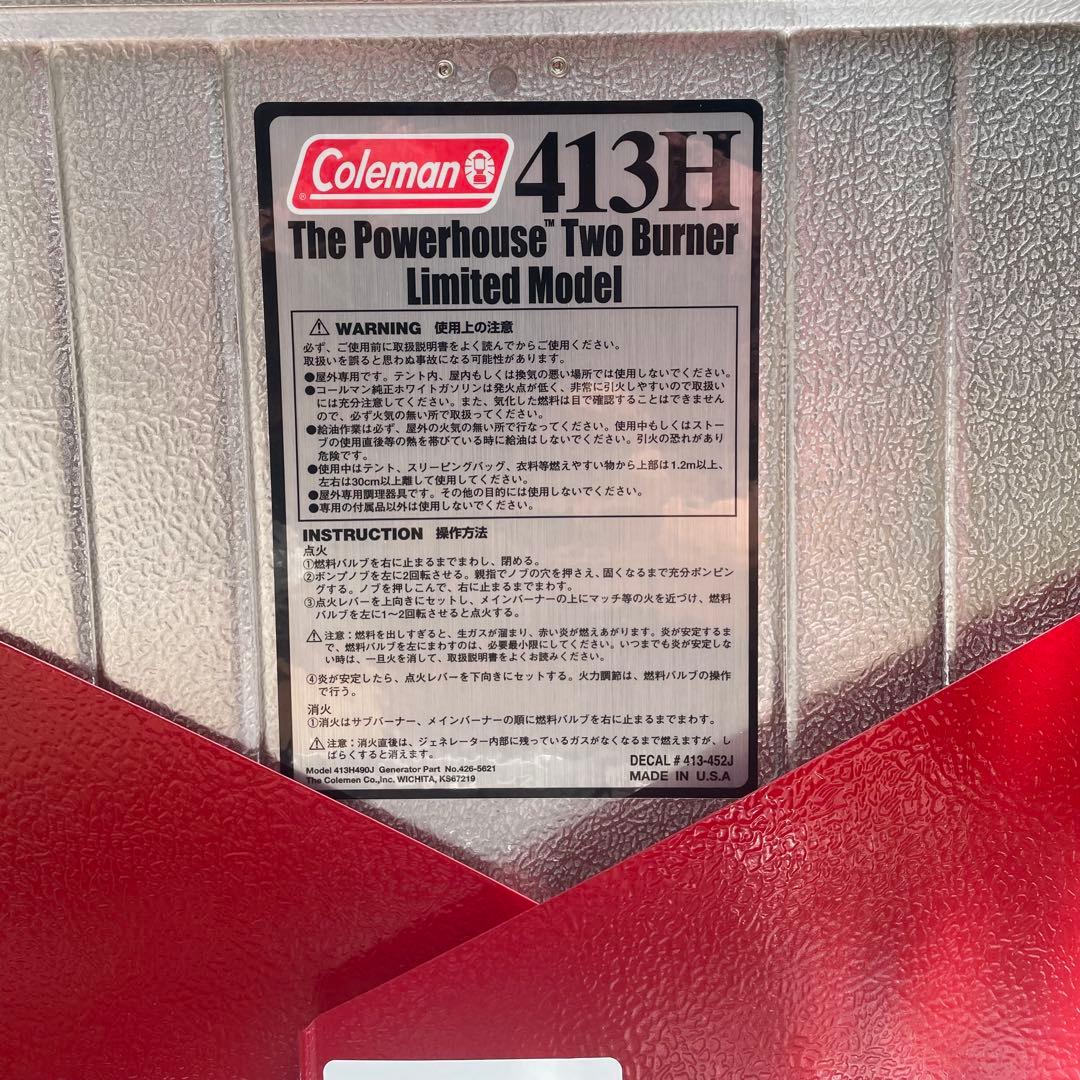 Coleman® 413H
The Powerhouse™ Two Burner
Limited Model
⚠ WARNING 使用上の注意
必ず、ご使用前に取扱説明書をよく読んでからご使用ください。
取扱いを誤ると思わぬ事故になる可能性があります。
●屋外専用です。テント内、屋内もしくは換気の悪い場所では使用しないでください。
●コールマン純正ホワイトガソリンは発火点が低く、非常に引火しやすいので取扱い
には充分注意してください。また、気化した燃料は目で確認することはできません
ので、必ず火気の無い所で取扱ってください。
●給油作業は必ず、屋外の火気の無い所で行なってください。使用中もしくはストー
ブの使用直後等の熱を帯びている時に給油はしないでください。引火の恐れがあり
危険です。
●使用中はテント、スリーピングバッグ、衣料等燃えやすい物から上部は1.2m以上、
左右は30cm以上離して使用してください。
●屋外専用調理器具です。その他の目的には使用しないでください。
●専用の付属品以外は使用しないでください。
INSTRUCTION 操作方法
点火
①燃料バルブを右に止まるまでまわし、閉める。
②ポンプノブを左に2回転させる。親指でノブの穴を押さえ、固くなるまで充分ポンピン
グする。ノブを押しこんで、右に止まるまでまわす。
③点火レバーを上向きにセットし、メインバーナーの上にマッチ等の火を近づけ、燃料
バルブを左に1〜2回転させると点火する。
⚠注意：燃料を出しすぎると、生ガスが溜まり、赤い炎が燃えあがります。炎が安定するま
で、燃料バルブを左にまわすのは、必要最小限にしてください。いつまでも炎が安定しな
い時は、一旦火を消して、取扱説明書をよくお読みください。
④炎が安定したら、点火レバーを下向きにセットする。火力調節は、燃料バルブの操作
で行う。
消火
①消火はサブバーナー、メインバーナーの順に燃料バルブを右に止まるまでまわす。
⚠注意：消火直後は、ジェネレーター内部に残っているガスがなくなるまで燃えますが、し
ばらくすると消えます。
Model 413H490J Generator Part No.426-5621
The Colemen Co.,Inc. WICHITA, KS67219
DECAL # 413-452J
MADE IN U.S.A